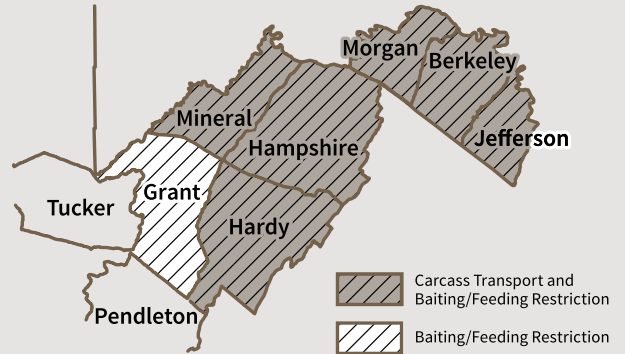 Morgan
Berkeley
Mineral
Jefferson
Hampshire
Grant
Tucker
Hardy
Pendleton
Carcass Transport and
Baiting/Feeding Restriction
Baiting/Feeding Restriction